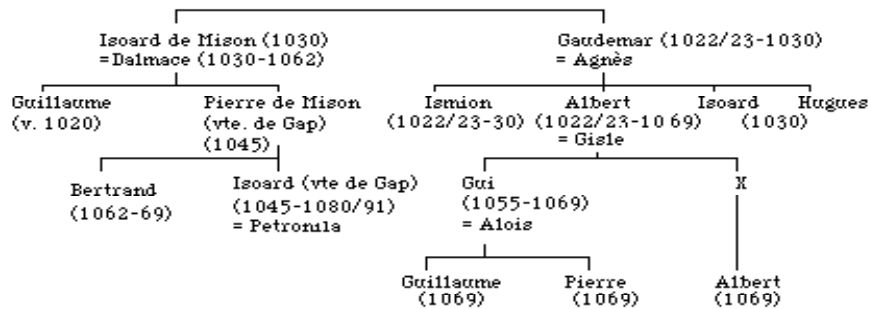 Isoard de Mison (1030)
=Dalmace (1030-1062)
Gaudemar (1022/23-1030)
= Agnès
Guillaume
(v. 1020)
Pierre de Mison
(vte. de Gap)
(1045)
Ismion
(1022/23-30)
Albert
(1022/23-1069)
= Gisle
Isoard
(1030)
Hugues
Bertrand
(1062-69)
Isoard (vte de Gap)
(1045-1080/91)
= Petronila
Gui
(1055-1069)
= Alois
X
Guillaume
(1069)
Pierre
(1069)
Albert
(1069)